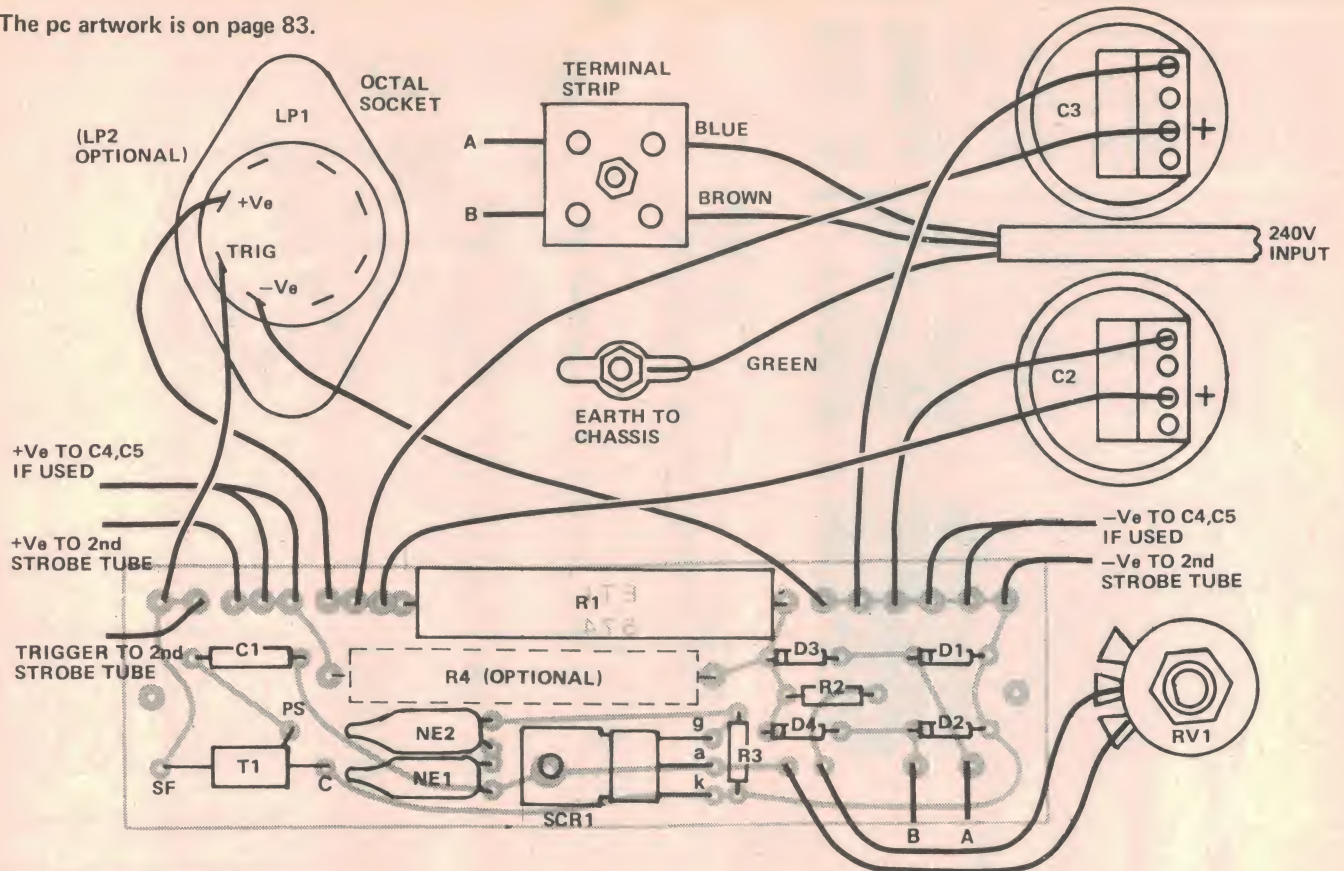 The pc artwork is on page 83.
OCTAL
SOCKET
LP1
(LP2
OPTIONAL)
+Ve
TRIG
−Ve
TERMINAL
STRIP
A
B
BLUE
BROWN
C3
+
240V
INPUT
GREEN
EARTH TO
CHASSIS
C2
+
+Ve TO C4,C5
IF USED
+Ve TO 2nd
STROBE TUBE
−Ve TO C4,C5
IF USED
−Ve TO 2nd
STROBE TUBE
R1
ETI
574
TRIGGER TO 2nd
STROBE TUBE
C1
R4 (OPTIONAL)
D3
D1
R2
PS
NE2
g
R3
D4
D2
RV1
T1
SF
C
NE1
a
k
SCR1
B
A